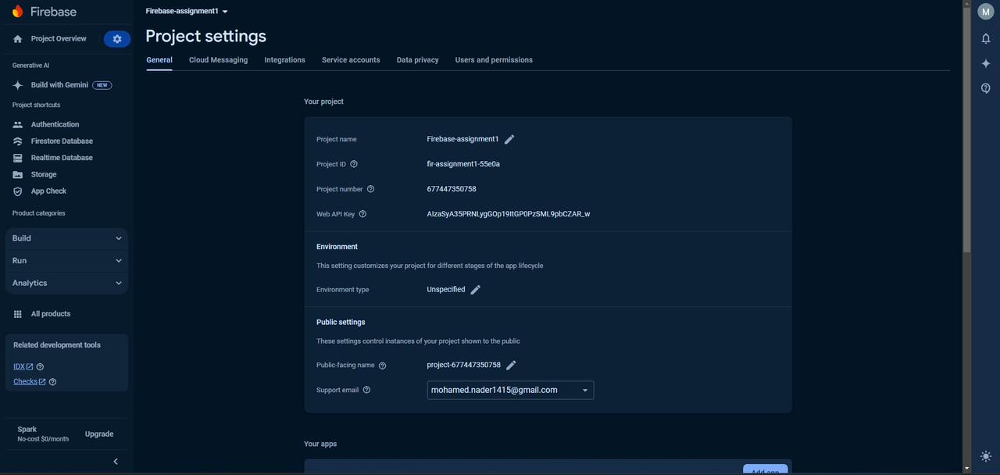 Firebase
Firebase-assignment1
M
Project Overview
Project settings
General
Cloud Messaging
Integrations
Service accounts
Data privacy
Users and permissions
Generative AI
Build with Gemini NEW
Project shortcuts
Authentication
Firestore Database
Realtime Database
Storage
App Check
Product categories
Build
Run
Analytics
All products
Related development tools
IDX
Checks
Spark
No-cost $0/month
Upgrade
Your project
Project name
Firebase-assignment1
Project ID
fir-assignment1-55e0a
Project number
677447350758
Web API Key
AIzaSyA35PRNLygGOp19ItGP0PzSML9pbCZAR_w
Environment
This setting customizes your project for different stages of the app lifecycle
Environment type
Unspecified
Public settings
These settings control instances of your project shown to the public
Public-facing name
project-677447350758
Support email
mohamed.nader1415@gmail.com
Your apps
Add app